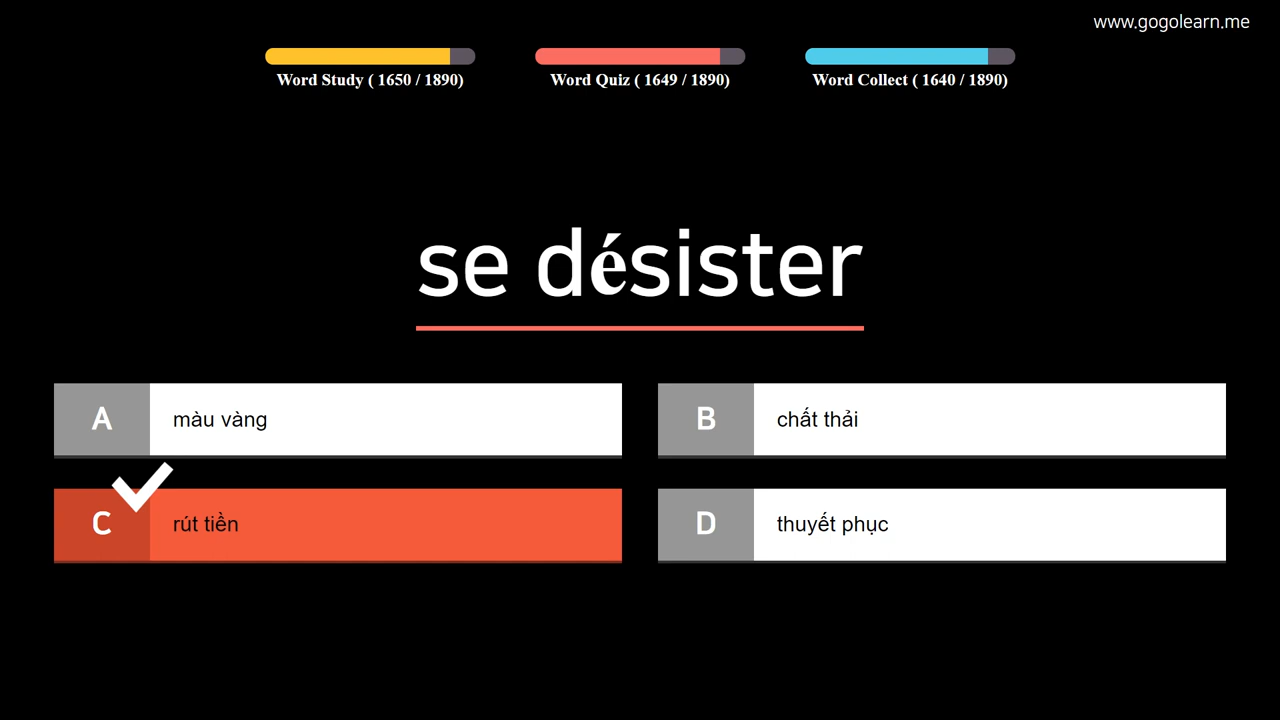 www.gogolearn.me
Word Study ( 1650 / 1890)
Word Quiz ( 1649 / 1890)
Word Collect ( 1640 / 1890)
se désister
A màu vàng
B chất thải
C rút tiền
D thuyết phục